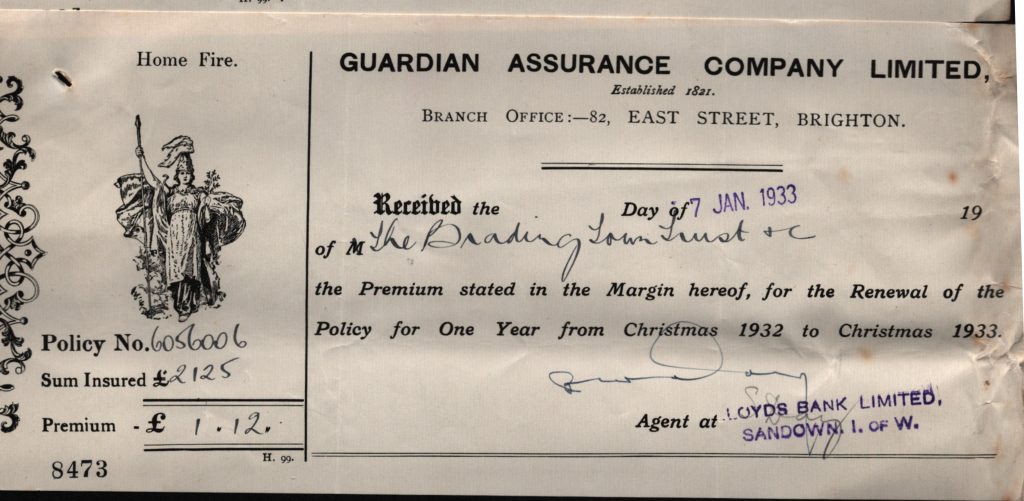 H. 99.
Home Fire.
Policy No. 6056006
Sum Insured £2125
Premium - £ 1.12.
H. 99.
8473
GUARDIAN ASSURANCE COMPANY LIMITED,
Established 1821.
BRANCH OFFICE:—82, EAST STREET, BRIGHTON.
Received the Day of 7 JAN. 1933 19
of M The Brading Town Trust &c
the Premium stated in the Margin hereof, for the Renewal of the
Policy for One Year from Christmas 1932 to Christmas 1933.
Agent at LOYDS BANK LIMITED,
SANDOWN. I. OF W.